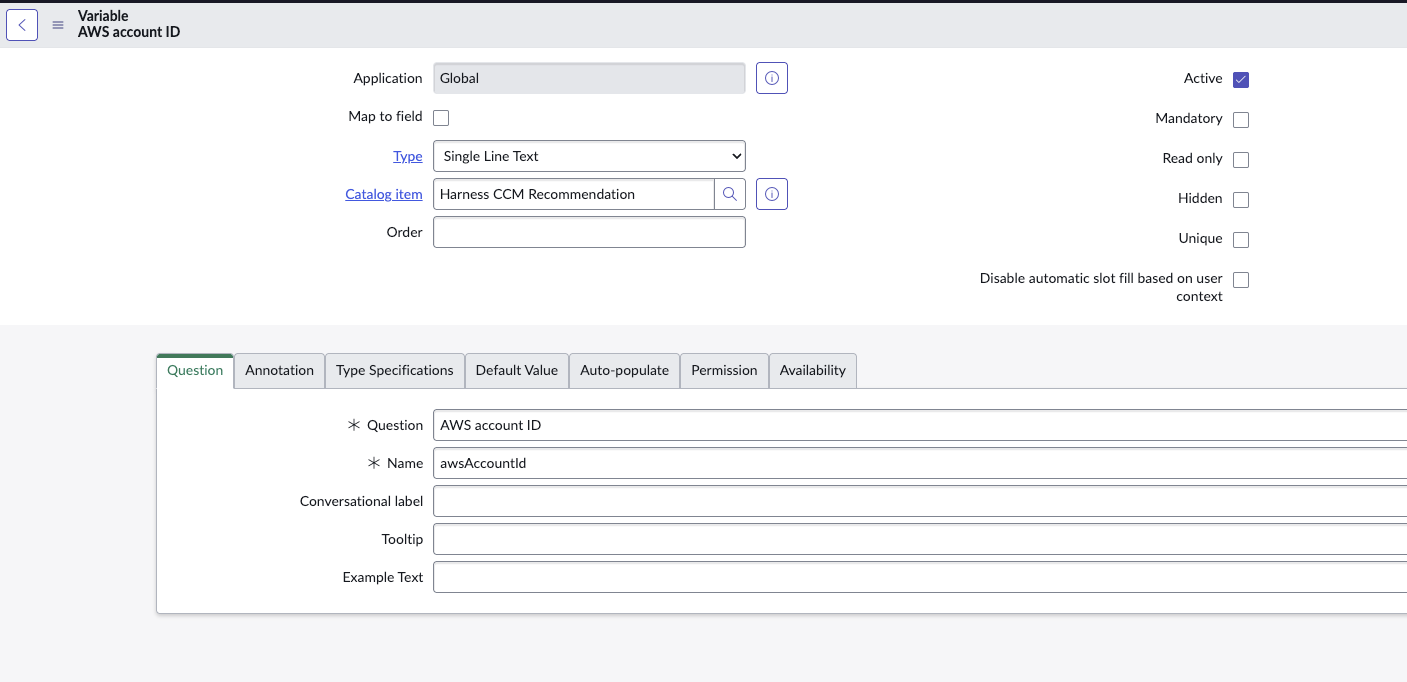 Variable
AWS account ID
Application Global
Map to field
Type Single Line Text
Catalog item Harness CCM Recommendation
Order
Active
Mandatory
Read only
Hidden
Unique
Disable automatic slot fill based on user
context
Question Annotation Type Specifications Default Value Auto-populate Permission Availability
Question AWS account ID
Name awsAccountId
Conversational label
Tooltip
Example Text